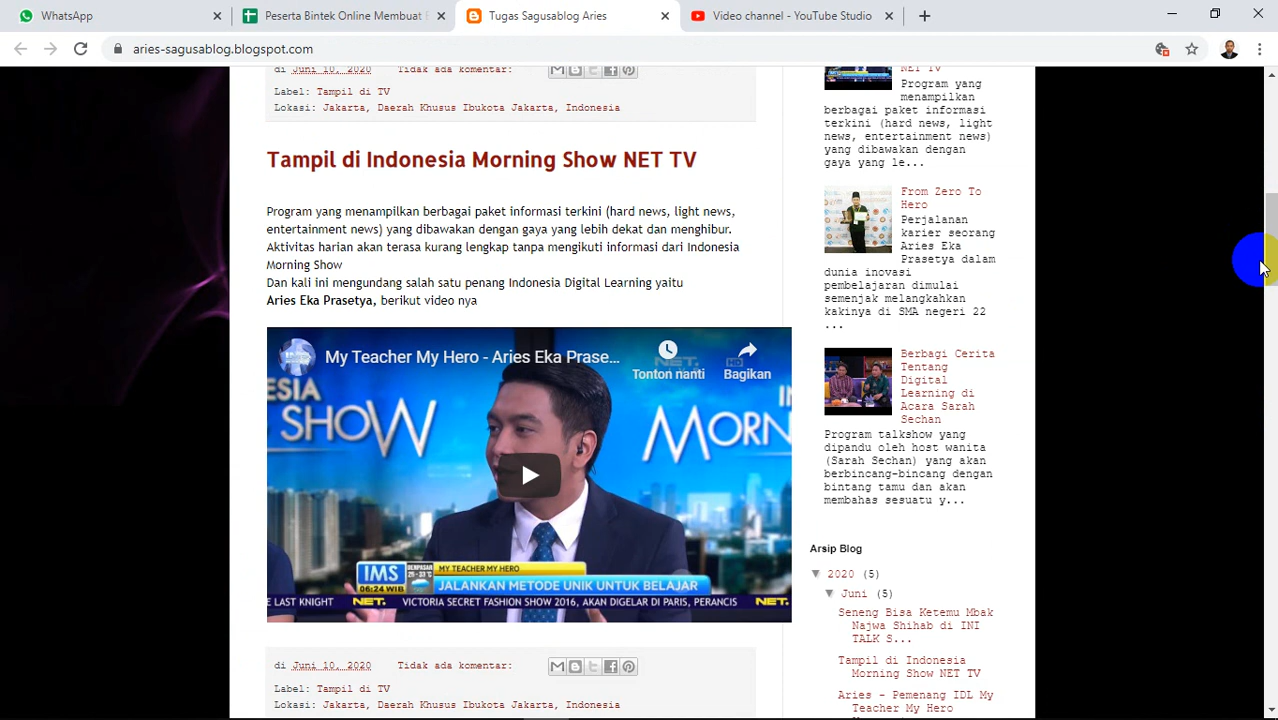 WhatsApp
Peserta Bintek Online Membuat
Tugas Sagusablog Aries
Video channel - YouTube Studio
aries-sagusablog.blogspot.com
di Juni 10, 2020 Tidak ada komentar:
Label: Tampil di TV
Lokasi: Jakarta, Daerah Khusus Ibukota Jakarta, Indonesia
Tampil di Indonesia Morning Show NET TV
Program yang menampilkan berbagai paket informasi terkini (hard news, light news,
entertainment news) yang dibawakan dengan gaya yang lebih dekat dan menghibur.
Aktivitas harian akan terasa kurang lengkap tanpa mengikuti informasi dari Indonesia
Morning Show
Dan kali ini mengundang salah satu penang Indonesia Digital Learning yaitu
Aries Eka Prasetya, berikut video nya
My Teacher My Hero - Aries Eka Prase...
Tonton nanti
Bagikan
NET.
HD
SHOW
MORN
IMS
DENPASAR
25 - 33°C
06:24 WIB
MY TEACHER MY HERO
JALANKAN METODE UNIK UNTUK BELAJAR
E LAST KNIGHT NET. VICTORIA SECRET FASHION SHOW 2016, AKAN DIGELAR DI PARIS, PERANCIS NET.
di Juni 10, 2020 Tidak ada komentar:
Label: Tampil di TV
Lokasi: Jakarta, Daerah Khusus Ibukota Jakarta, Indonesia
NET TV
Program yang
menampilkan
berbagai paket informasi
terkini (hard news, light
news, entertainment news)
yang dibawakan dengan
gaya yang le...
From Zero To
Hero
Perjalanan
karier seorang
Aries Eka
Prasetya dalam
dunia inovasi
pembelajaran dimulai
semenjak melangkahkan
kakinya di SMA negeri 22
...
Berbagi Cerita
Tentang
Digital
Learning di
Acara Sarah
Sechan
Program talkshow yang
dipandu oleh host wanita
(Sarah Sechan) yang akan
berbincang-bincang dengan
bintang tamu dan akan
membahas sesuatu y...
Arsip Blog
2020 (5)
Juni (5)
Seneng Bisa Ketemu Mbak
Najwa Shihab di INI
TALK S...
Tampil di Indonesia
Morning Show NET TV
Aries - Pemenang IDL My
Teacher My Hero